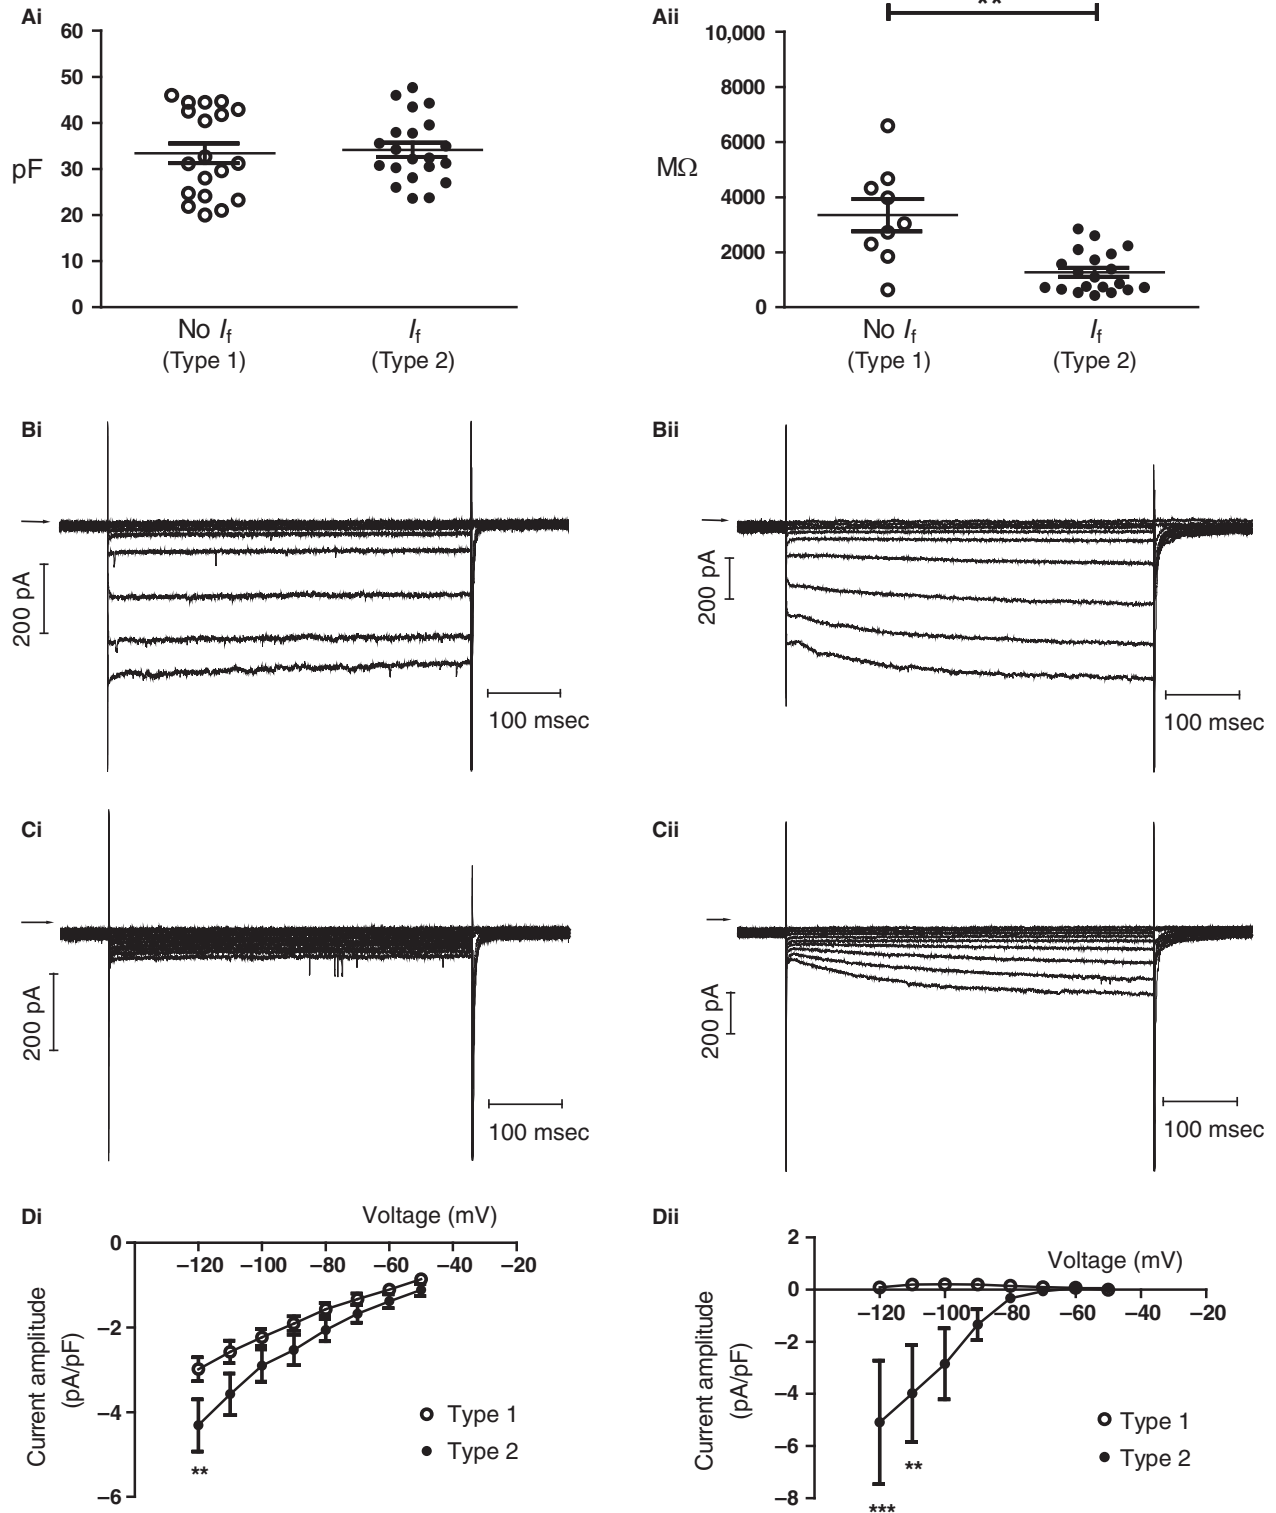 Ai
60
50
40
30
20
10
0
pF
No If
(Type 1)
If
(Type 2)
Aii
**
10,000
8000
6000
4000
2000
0
MΩ
No If
(Type 1)
If
(Type 2)
Bi
200 pA
100 msec
Bii
200 pA
100 msec
Ci
200 pA
100 msec
Cii
200 pA
100 msec
Di
Voltage (mV)
0
–2
–4
–6
–120 –100 –80 –60 –40 –20
Current amplitude
(pA/pF)
Type 1
Type 2
**
Dii
Voltage (mV)
2
0
–2
–4
–6
–8
–120 –100 –80 –60 –40 –20
Current amplitude
(pA/pF)
Type 1
Type 2
**
***